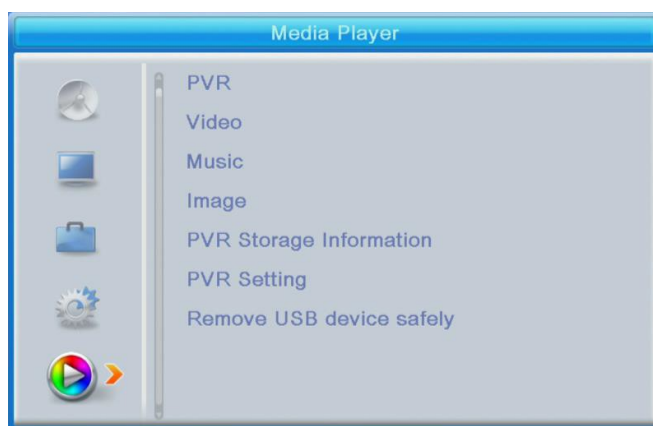 Media Player
PVR
Video
Music
Image
PVR Storage Information
PVR Setting
Remove USB device safely